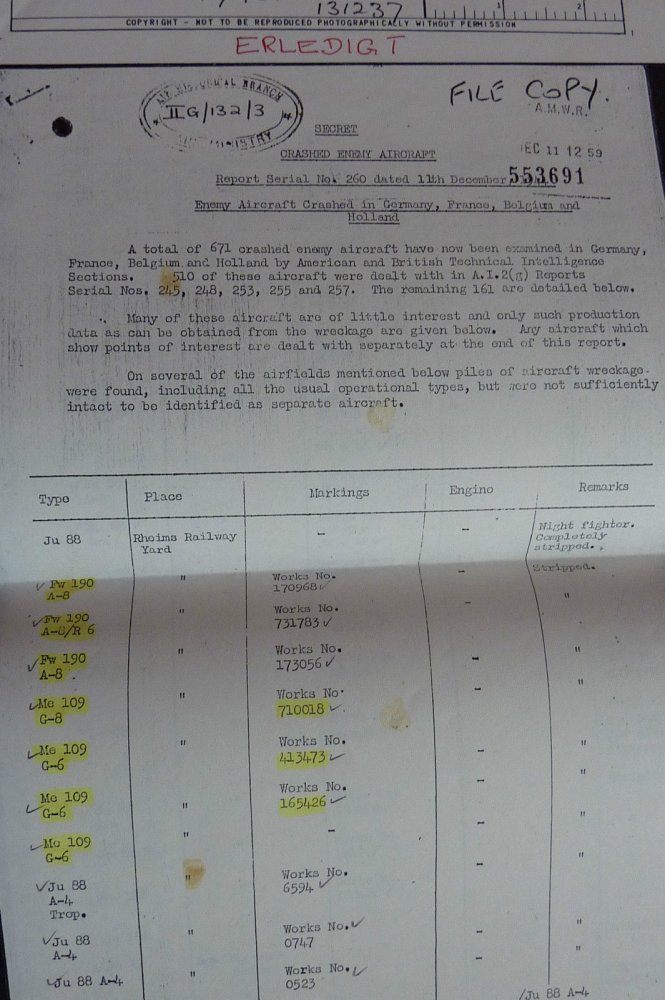 131237
1
2
COPYRIGHT - NOT TO BE REPRODUCED PHOTOGRAPHICALLY WITHOUT PERMISSION
ERLEDIGT
AIR HISTORICAL BRANCH
IIG/132/3
MINISTRY
FILE COPY.
A.M.W.R.
SECRET
CRASHED ENEMY AIRCRAFT
DEC 11 12 59
Report Serial No. 260 dated 11th December,
553691
Enemy Aircraft Crashed in Germany, France, Belgium and
Holland
A total of 671 crashed enemy aircraft have now been examined in Germany,
France, Belgium and Holland by American and British Technical Intelligence
Sections. 510 of these aircraft were dealt with in A.I.2(g) Reports
Serial Nos. 245, 248, 253, 255 and 257. The remaining 161 are detailed below.
Many of these aircraft are of little interest and only such production
data as can be obtained from the wreckage are given below. Any aircraft which
show points of interest are dealt with separately at the end of this report.
On several of the airfields mentioned below piles of aircraft wreckage
were found, including all the usual operational types, but were not sufficiently
intact to be identified as separate aircraft.
Type Place Markings Engine Remarks
Ju 88 Rheims Railway Yard - - Night fighter. Completely stripped.
Fw 190 A-8 " Works No. 170968 - Stripped.
Fw 190 A-8/R 6 " Works No. 731783 - "
Fw 190 A-8 " Works No. 173056 - "
Me 109 G-8 " Works No. 710018 - "
Me 109 G-6 " Works No. 413473 - "
Me 109 G-6 " Works No. 165426 - "
Me 109 G-6 " - - "
Ju 88 A-4 Trop. " Works No. 6594 - "
Ju 88 A-4 " Works No. 0747 - "
Ju 88 A-4 " Works No. 0523 - "
/Ju 88 A-4